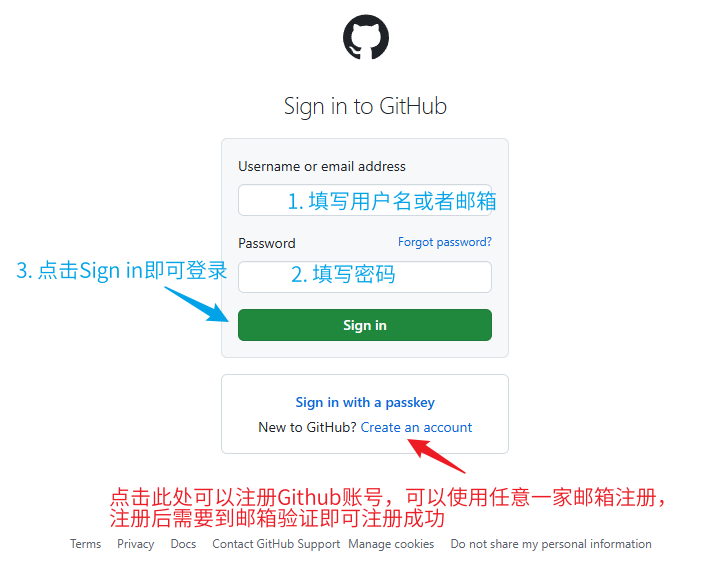 Sign in to GitHub
Username or email address
1. 填写用户名或者邮箱
Password
Forgot password?
3. 点击Sign in即可登录
2. 填写密码
Sign in
Sign in with a passkey
New to GitHub? Create an account
点击此处可以注册Github账号，可以使用任意一家邮箱注册，
注册后需要到邮箱验证即可注册成功
Terms Privacy Docs Contact GitHub Support Manage cookies Do not share my personal information